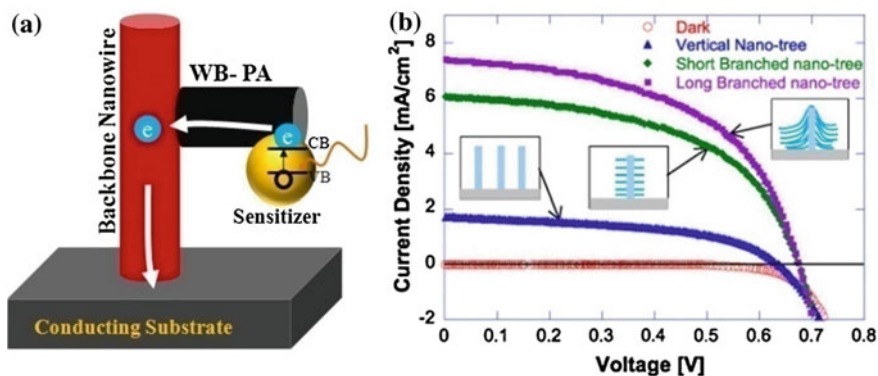 (a)
Backbone Nanowire
WB- PA
e
e
CB
VB
Sensitizer
Conducting Substrate
(b)
Current Density [mA/cm²]
8
6
4
2
0
-2
Dark
Vertical Nano-tree
Short Branched nano-tree
Long Branched nano-tree
0 0.1 0.2 0.3 0.4 0.5 0.6 0.7 0.8
Voltage [V]